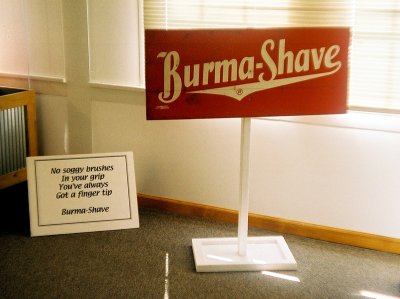 Burma-Shave
®
No soggy brushes
In your grip
You've always
Got a finger tip
Burma-Shave